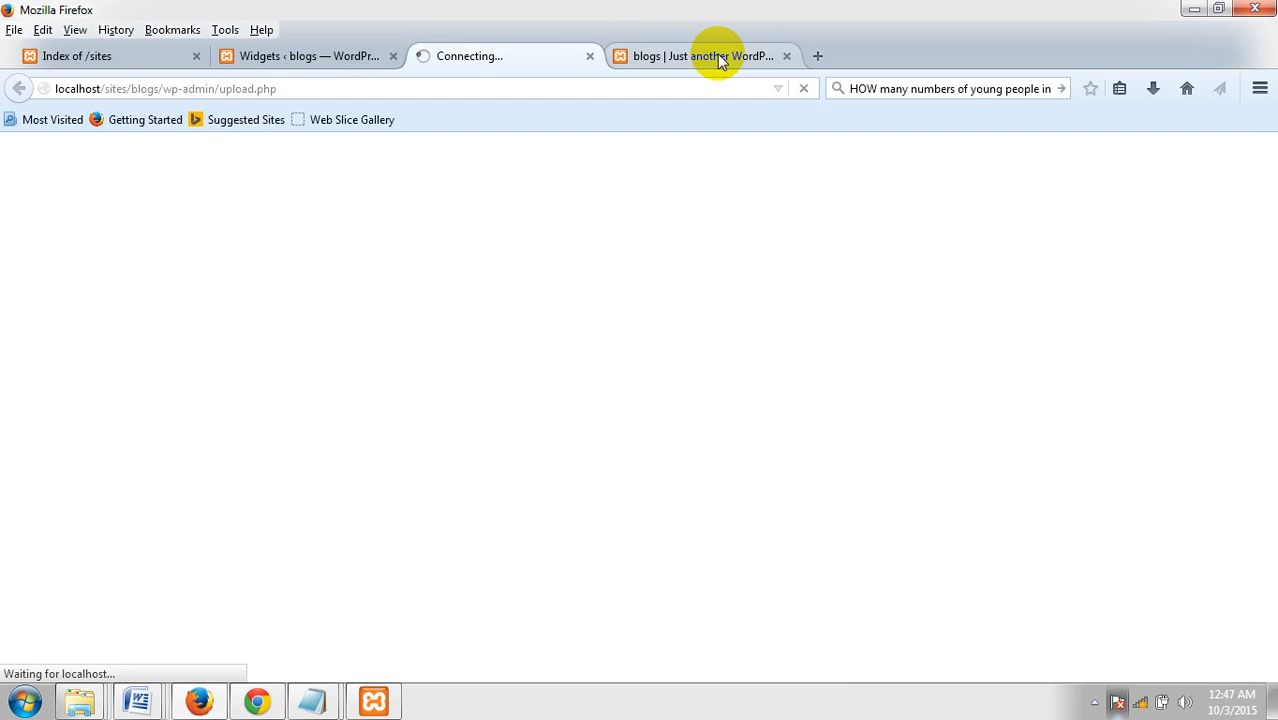 Mozilla Firefox
File Edit View History Bookmarks Tools Help
Index of /sites
Widgets ‹ blogs — WordPr...
Connecting...
blogs | Just another WordP...
localhost/sites/blogs/wp-admin/upload.php
HOW many numbers of young people in
Most Visited Getting Started Suggested Sites Web Slice Gallery
Waiting for localhost...
12:47 AM
10/3/2015